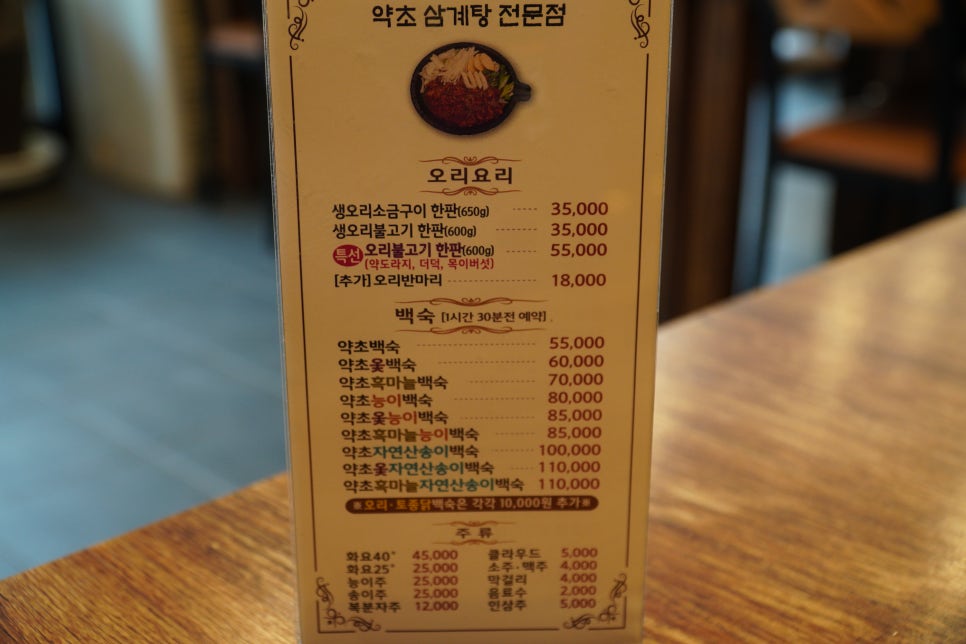 약초 삼계탕 전문점
오리요리
생오리소금구이 한판(650g) 35,000
생오리불고기 한판(600g) 35,000
특선 오리불고기 한판(600g) 55,000
(약도라지, 더덕, 목이버섯)
[추가] 오리반마리 18,000
백숙 [1시간 30분전 예약]
약초백숙 55,000
약초옻백숙 60,000
약초흑마늘백숙 70,000
약초능이백숙 80,000
약초옻능이백숙 85,000
약초흑마늘능이백숙 85,000
약초자연산송이백숙 100,000
약초옻자연산송이백숙 110,000
약초흑마늘자연산송이백숙 110,000
※오리·토종닭백숙은 각각 10,000원 추가※
주류
화요40° 45,000 클라우드 5,000
화요25° 25,000 소주·맥주 4,000
능이주 25,000 막걸리 4,000
송이주 25,000 음료수 2,000
복분자주 12,000 인삼주 5,000